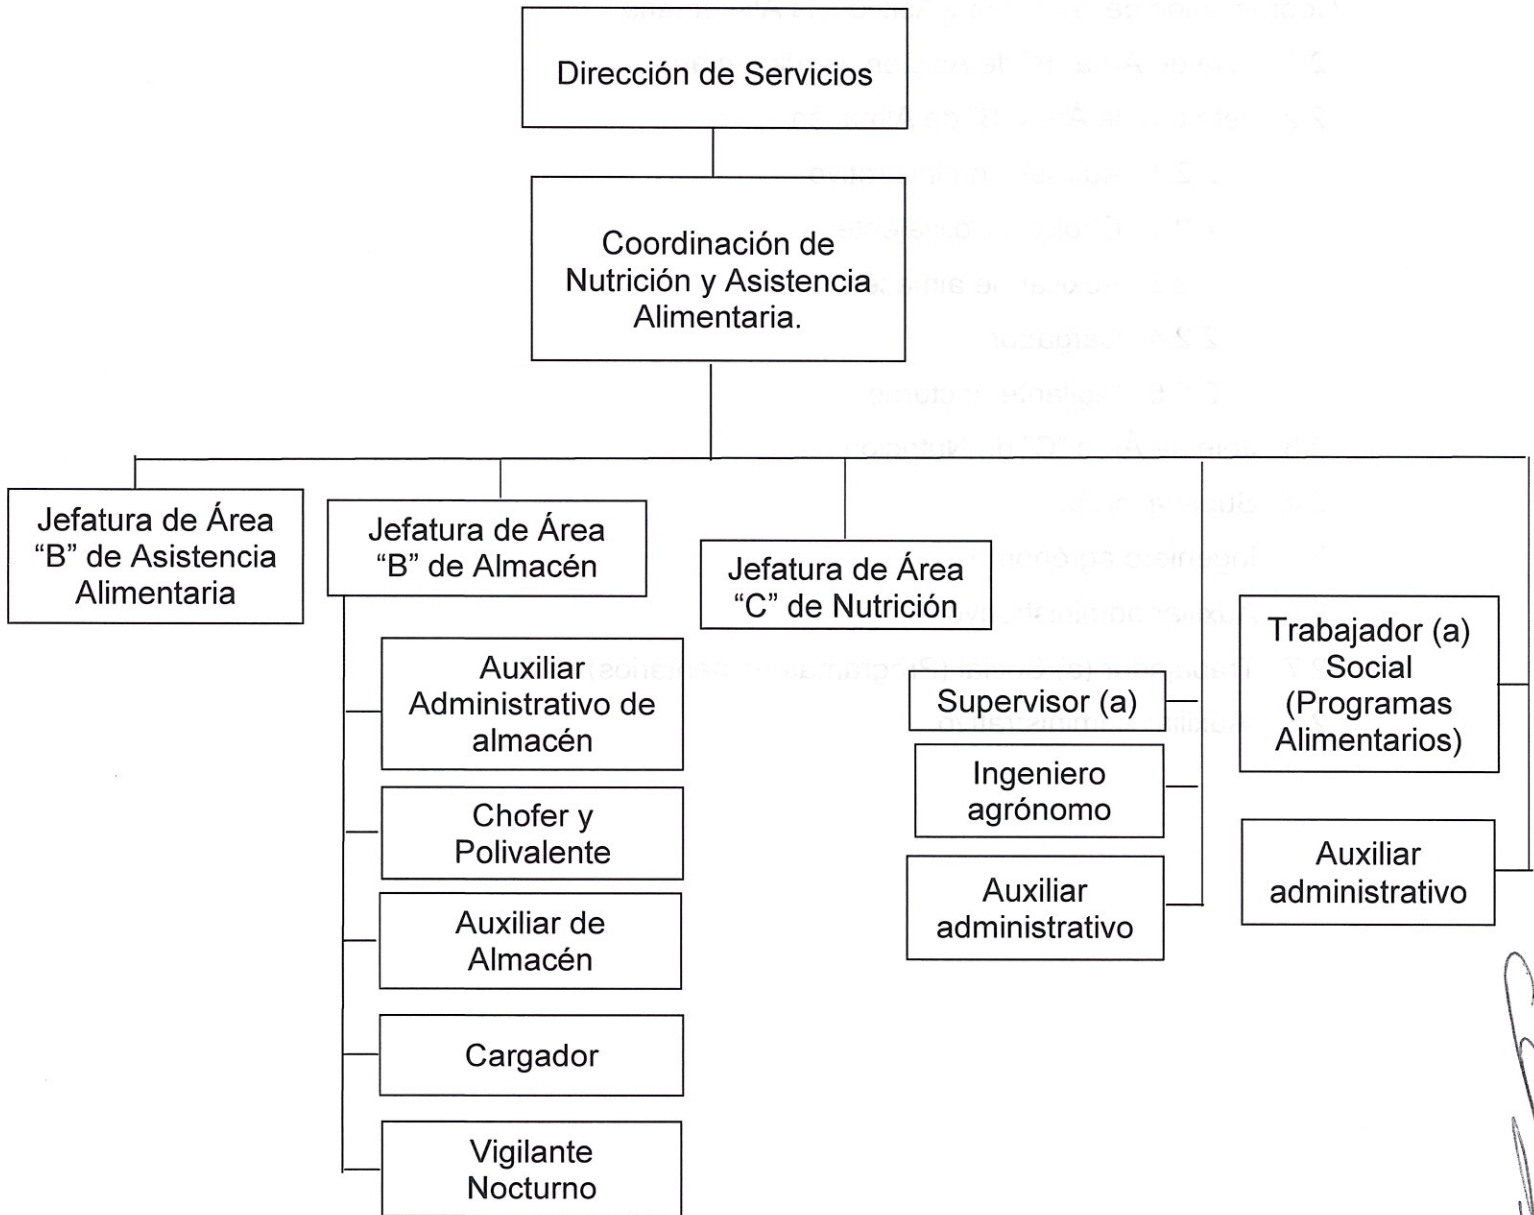 Dirección de Servicios
Coordinación de
Nutrición y Asistencia
Alimentaria.
Jefatura de Área
“B” de Asistencia
Alimentaria
Jefatura de Área
“B” de Almacén
Jefatura de Área
“C” de Nutrición
Auxiliar
Administrativo de
almacén
Chofer y
Polivalente
Auxiliar de
Almacén
Cargador
Vigilante
Nocturno
Supervisor (a)
Ingeniero
agrónomo
Auxiliar
administrativo
Trabajador (a)
Social
(Programas
Alimentarios)
Auxiliar
administrativo